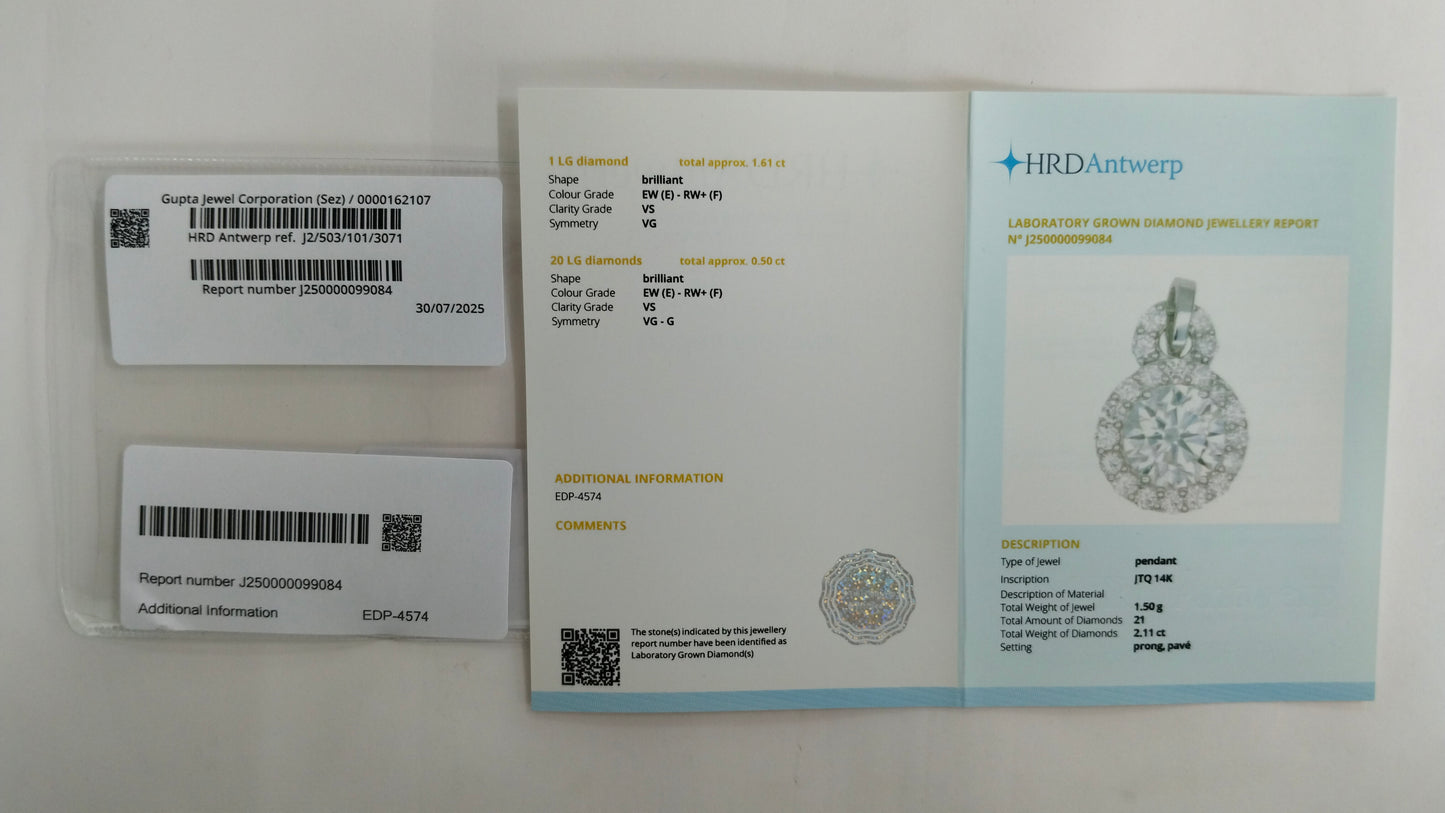 Gupta Jewel Corporation (Sez) / 0000162107
HRD Antwerp ref. J2/503/101/3071
Report number J250000099084
30/07/2025
Report number J250000099084
Additional Information EDP-4574
1 LG diamond total approx. 1.61 ct
Shape brilliant
Colour Grade EW (E) - RW+ (F)
Clarity Grade VS
Symmetry VG
20 LG diamonds total approx. 0.50 ct
Shape brilliant
Colour Grade EW (E) - RW+ (F)
Clarity Grade VS
Symmetry VG - G
ADDITIONAL INFORMATION
EDP-4574
COMMENTS
The stone(s) indicated by this jewellery
report number have been identified as
Laboratory Grown Diamond(s)
HRDAntwerp
LABORATORY GROWN DIAMOND JEWELLERY REPORT
N° J250000099084
DESCRIPTION
Type of Jewel pendant
Inscription JTQ 14K
Description of Material
Total Weight of Jewel 1.50 g
Total Amount of Diamonds 21
Total Weight of Diamonds 2.11 ct
Setting prong, pavé